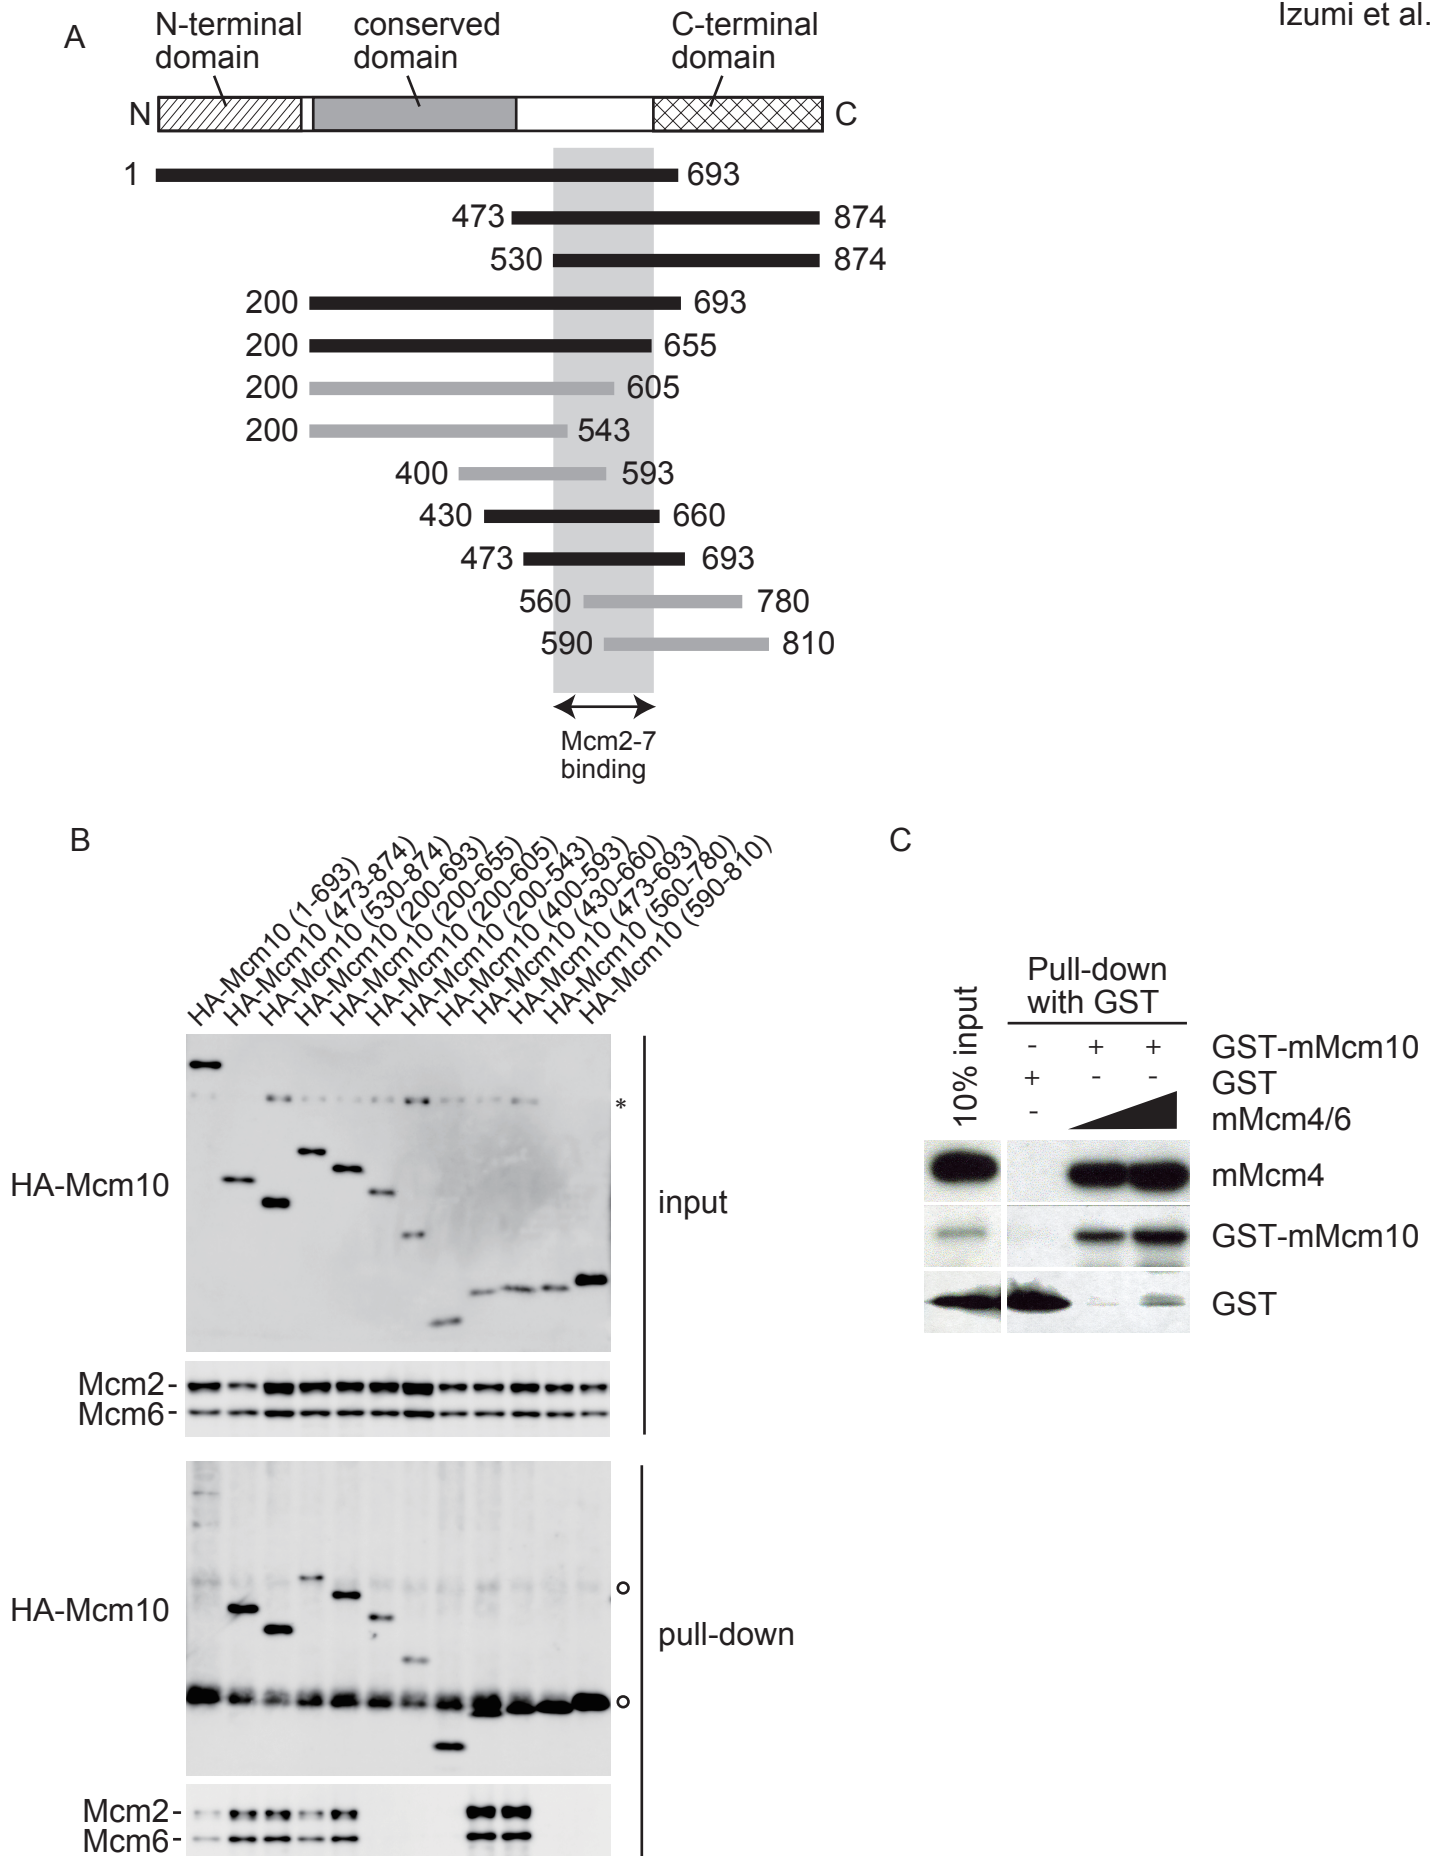 Izumi et al.
A
N-terminal domain
conserved domain
C-terminal domain
N
C
1 693
473 874
530 874
200 693
200 655
200 605
200 543
400 593
430 660
473 693
560 780
590 810
Mcm2-7
binding
B
HA-Mcm10 (1-693)
HA-Mcm10 (473-874)
HA-Mcm10 (530-874)
HA-Mcm10 (200-693)
HA-Mcm10 (200-655)
HA-Mcm10 (200-605)
HA-Mcm10 (200-543)
HA-Mcm10 (400-593)
HA-Mcm10 (430-660)
HA-Mcm10 (473-693)
HA-Mcm10 (560-780)
HA-Mcm10 (590-810)
*
HA-Mcm10
input
Mcm2-
Mcm6-
HA-Mcm10
pull-down
Mcm2-
Mcm6-
C
10% input
Pull-down
with GST
- + + GST-mMcm10
+ - - GST
- mMcm4/6
mMcm4
GST-mMcm10
GST